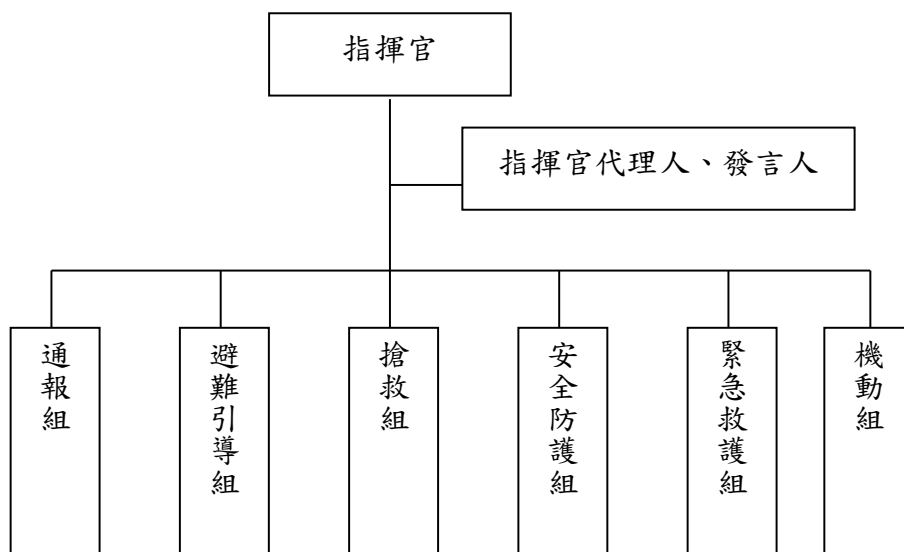 指揮官
指揮官代理人、發言人
通報組
避難引導組
搶救組
安全防護組
緊急救護組
機動組